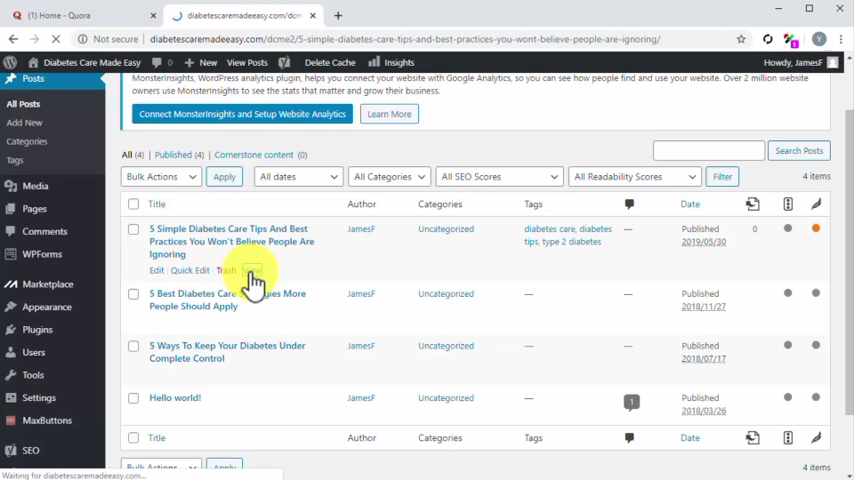 (1) Home - Quora
diabetescaremadeeasy.com/dcm
Not secure diabetescaremadeeasy.com/dcme2/5-simple-diabetes-care-tips-and-best-practices-you-wont-believe-people-are-ignoring/
Y
Diabetes Care Made Easy 0 New View Posts Delete Cache Insights Howdy, JamesF
Posts
All Posts
Add New
Categories
Tags
Media
Pages
Comments
WPForms
Marketplace
Appearance
Plugins
Users
Tools
Settings
MaxButtons
SEO
MonsterInsights, WordPress analytics plugin, helps you connect your website with Google Analytics, so you can see how people find and use your website. Over 2 million website
owners use MonsterInsights to see the stats that matter and grow their business.
Connect MonsterInsights and Setup Website Analytics Learn More
All (4) | Published (4) | Cornerstone content (0)
Search Posts
Bulk Actions Apply All dates All Categories All SEO Scores All Readability Scores Filter 4 items
Title Author Categories Tags Date
5 Simple Diabetes Care Tips And Best
Practices You Won't Believe People Are
Ignoring
JamesF Uncategorized diabetes care, diabetes
tips, type 2 diabetes
— Published
2019/05/30
0
Edit | Quick Edit | Trash
5 Best Diabetes Care More
People Should Apply
JamesF Uncategorized — — Published
2018/11/27
5 Ways To Keep Your Diabetes Under
Complete Control
JamesF Uncategorized — — Published
2018/07/17
Hello world! JamesF Uncategorized — 1 Published
2018/03/26
Title Author Categories Tags Date
Bulk Actions Apply 4 items
Waiting for diabetescaremadeeasy.com...